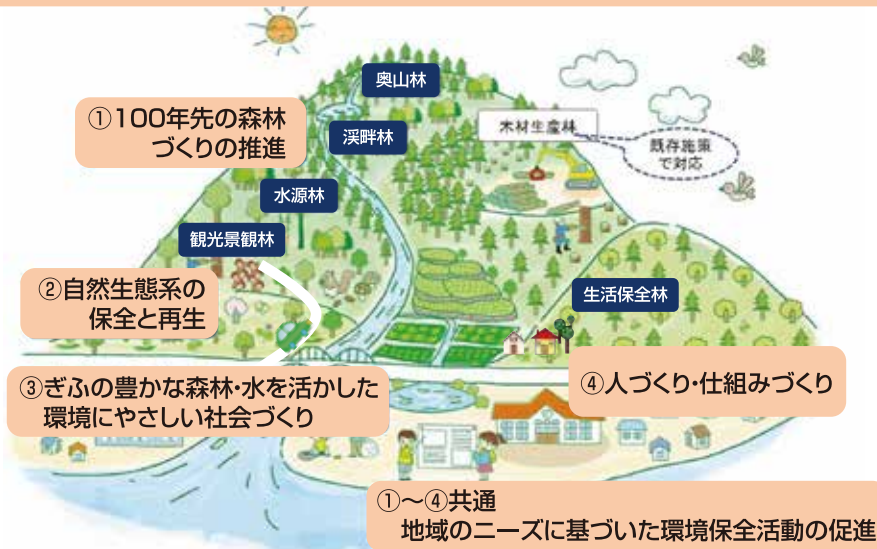 奥山林
①100年先の森林
づくりの推進
渓畔林
木材生産林
既存施策
で対応
水源林
観光景観林
②自然生態系の
保全と再生
生活保全林
③ぎふの豊かな森林・水を活かした
環境にやさしい社会づくり
④人づくり・仕組みづくり
①～④共通
地域のニーズに基づいた環境保全活動の促進